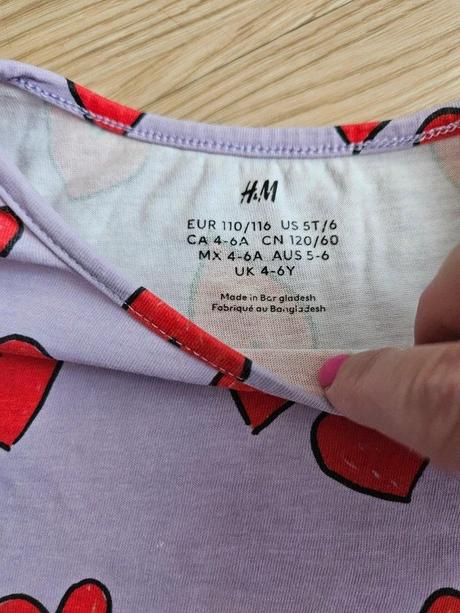 H&M
EUR 110/116 US 5T/6
CA 4-6A CN 120/60
MX 4-6A AUS 5-6
UK 4-6Y
Made in Bangladesh
Fabriqué au Bangladesh